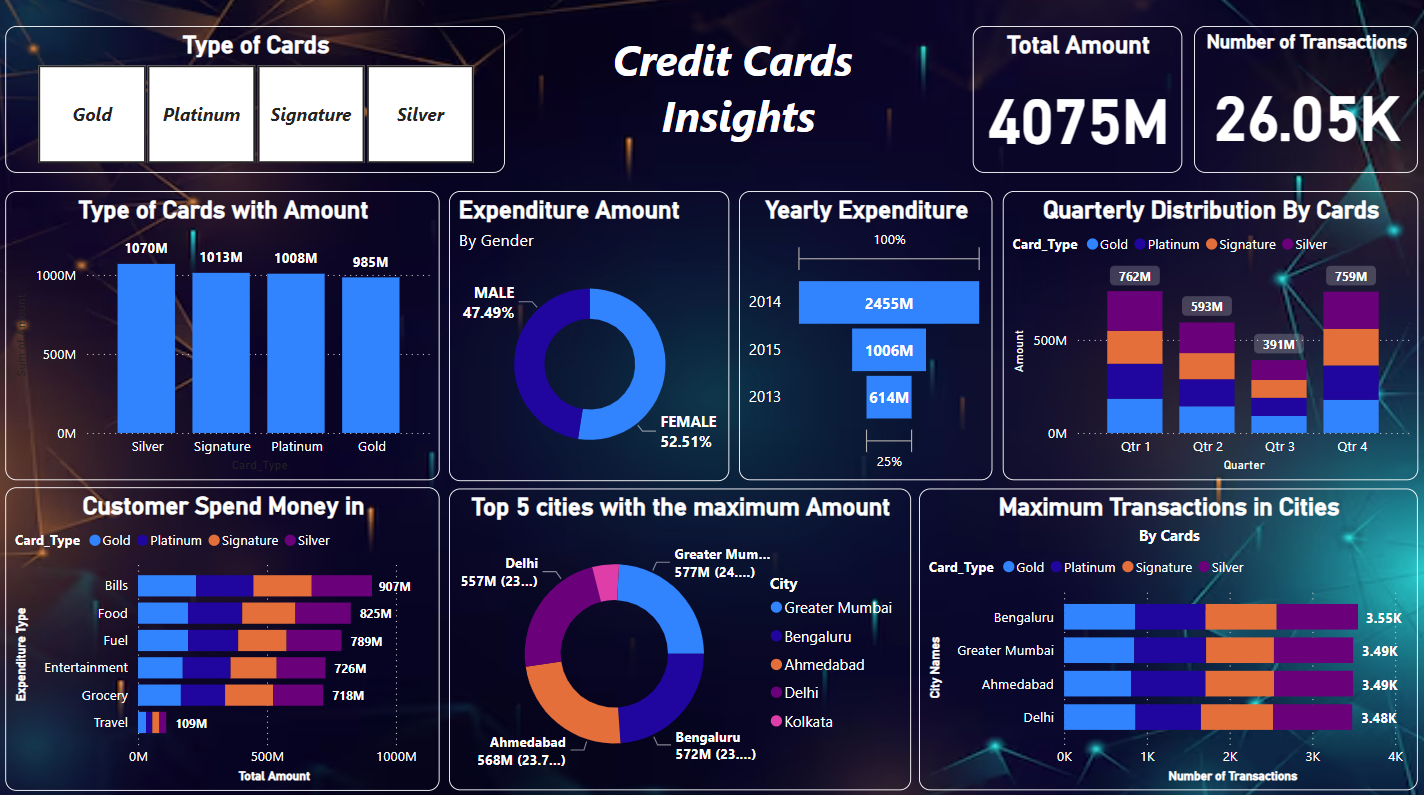 Type of Cards
Gold
Platinum
Signature
Silver
Credit Cards
Insights
Total Amount
4075M
Number of Transactions
26.05K
Type of Cards with Amount
1070M
1013M
1008M
985M
1000M
500M
0M
Silver
Signature
Platinum
Gold
Card_Type
Expenditure Amount
By Gender
MALE
47.49%
FEMALE
52.51%
Yearly Expenditure
100%
2014
2455M
2015
1006M
2013
614M
25%
Quarterly Distribution By Cards
Card_Type Gold Platinum Signature Silver
762M
593M
391M
759M
Amount
500M
0M
Qtr 1
Qtr 2
Qtr 3
Qtr 4
Quarter
Customer Spend Money in
Card_Type Gold Platinum Signature Silver
Expenditure Type
Bills
907M
Food
825M
Fuel
789M
Entertainment
726M
Grocery
718M
Travel
109M
0M
500M
1000M
Total Amount
Top 5 cities with the maximum Amount
Delhi
557M (23...)
Greater Mum...
577M (24....)
Ahmedabad
568M (23.7...)
Bengaluru
572M (23....)
City
Greater Mumbai
Bengaluru
Ahmedabad
Delhi
Kolkata
Maximum Transactions in Cities
By Cards
Card_Type Gold Platinum Signature Silver
City Names
Bengaluru
3.55K
Greater Mumbai
3.49K
Ahmedabad
3.49K
Delhi
3.48K
0K
1K
2K
3K
4K
Number of Transactions